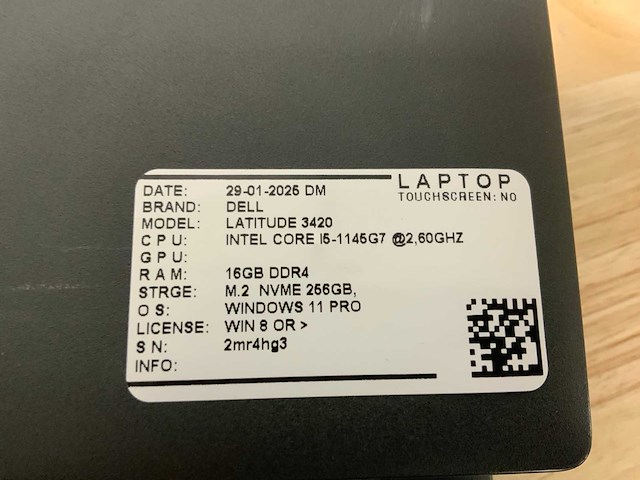 LAPTOP
TOUCHSCREEN: NO
DATE: 29-01-2025 DM
BRAND: DELL
MODEL: LATITUDE 3420
CPU: INTEL CORE I5-1145G7 @2,60GHZ
GPU:
RAM: 16GB DDR4
STRGE: M.2 NVME 256GB,
OS: WINDOWS 11 PRO
LICENSE: WIN 8 OR >
SN: 2mr4hg3
INFO: